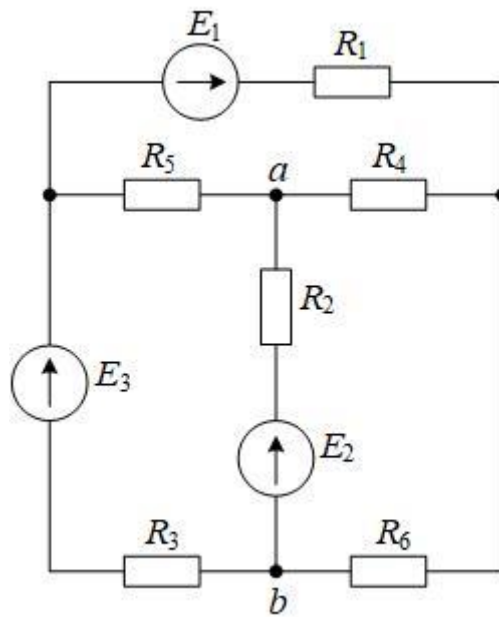 E₁
R₁
R₅
a
R₄
R₂
E₃
E₂
R₃
R₆
b